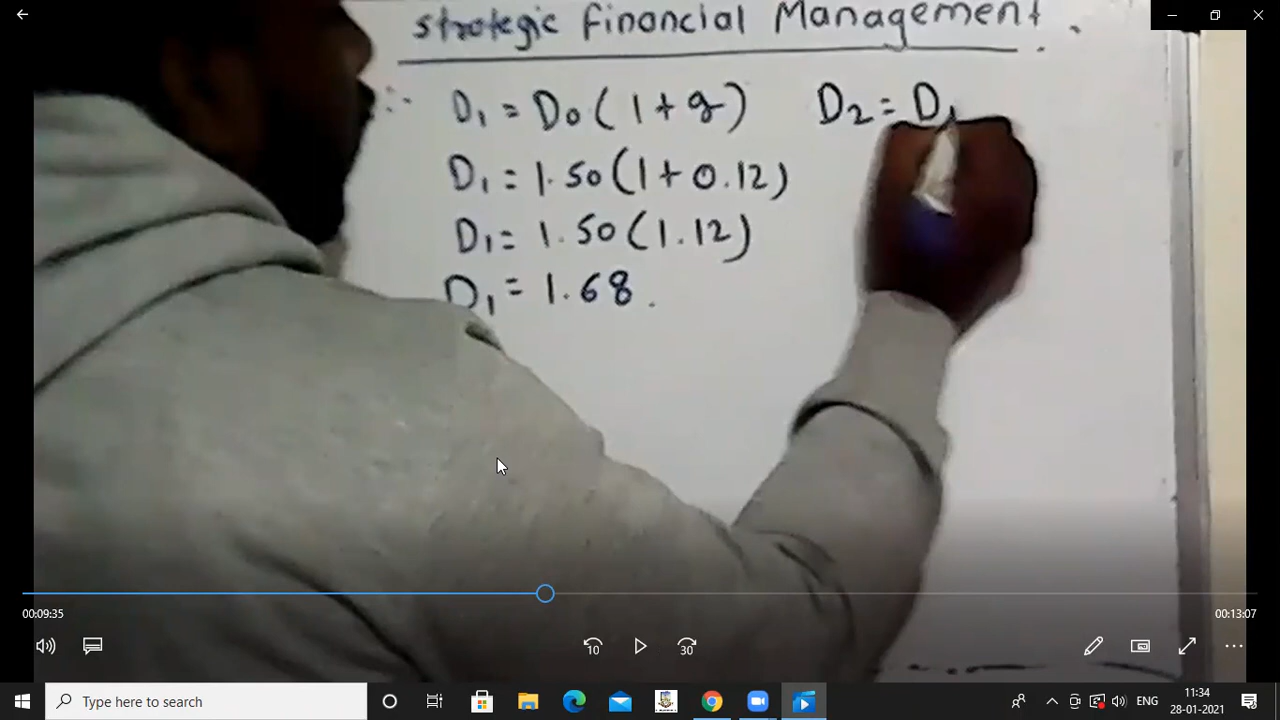 strategic Financial Management.
∴ D₁ = D₀ (1 + g) D₂ = D₁
D₁ = 1.50 (1 + 0.12)
D₁ = 1.50 (1.12)
D₁ = 1.68.
00:09:35 00:13:07
10 30
Type here to search ENG 11:34
28-01-2021